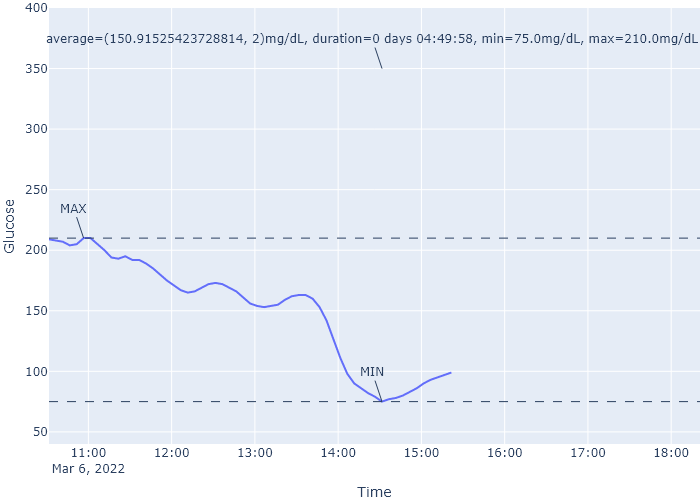 400
average=(150.91525423728814, 2)mg/dL, duration=0 days 04:49:58, min=75.0mg/dL, max=210.0mg/dL
350
300
250
MAX
Glucose
200
150
100
MIN
50
11:00 12:00 13:00 14:00 15:00 16:00 17:00 18:00
Mar 6, 2022
Time